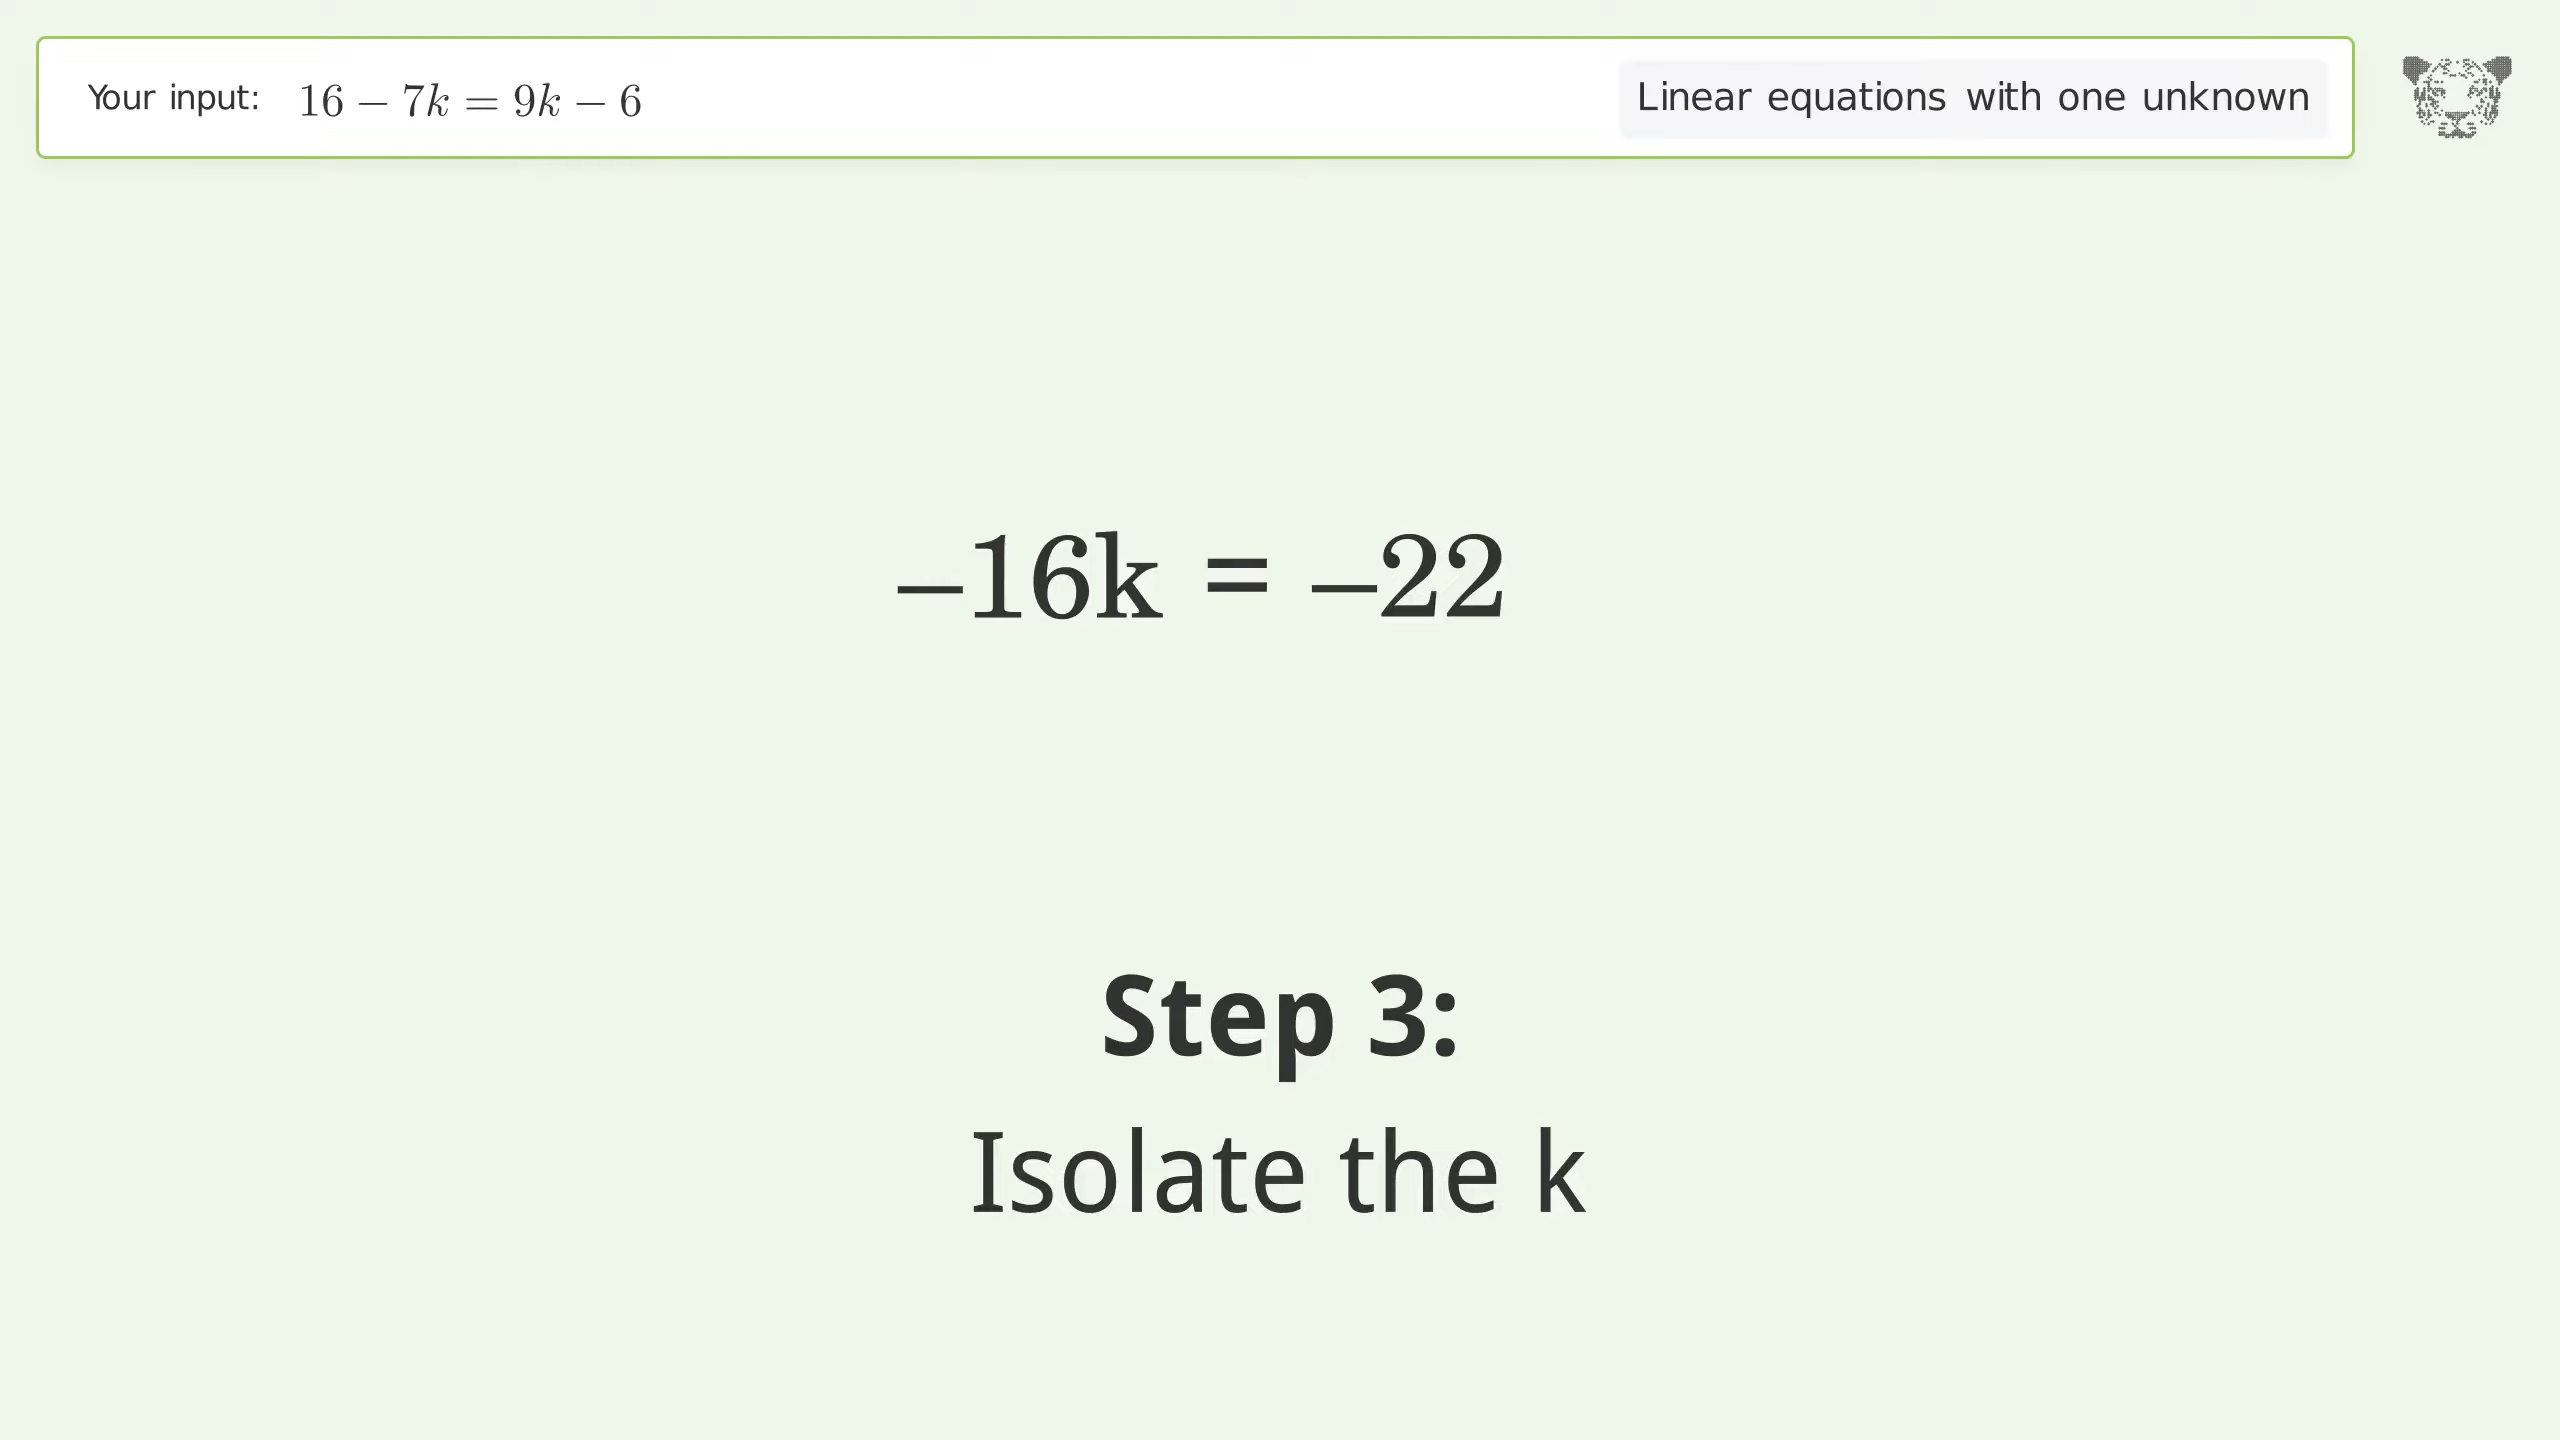 Your input: 16 − 7k = 9k − 6
Linear equations with one unknown
–16k = –22
Step 3:
Isolate the k